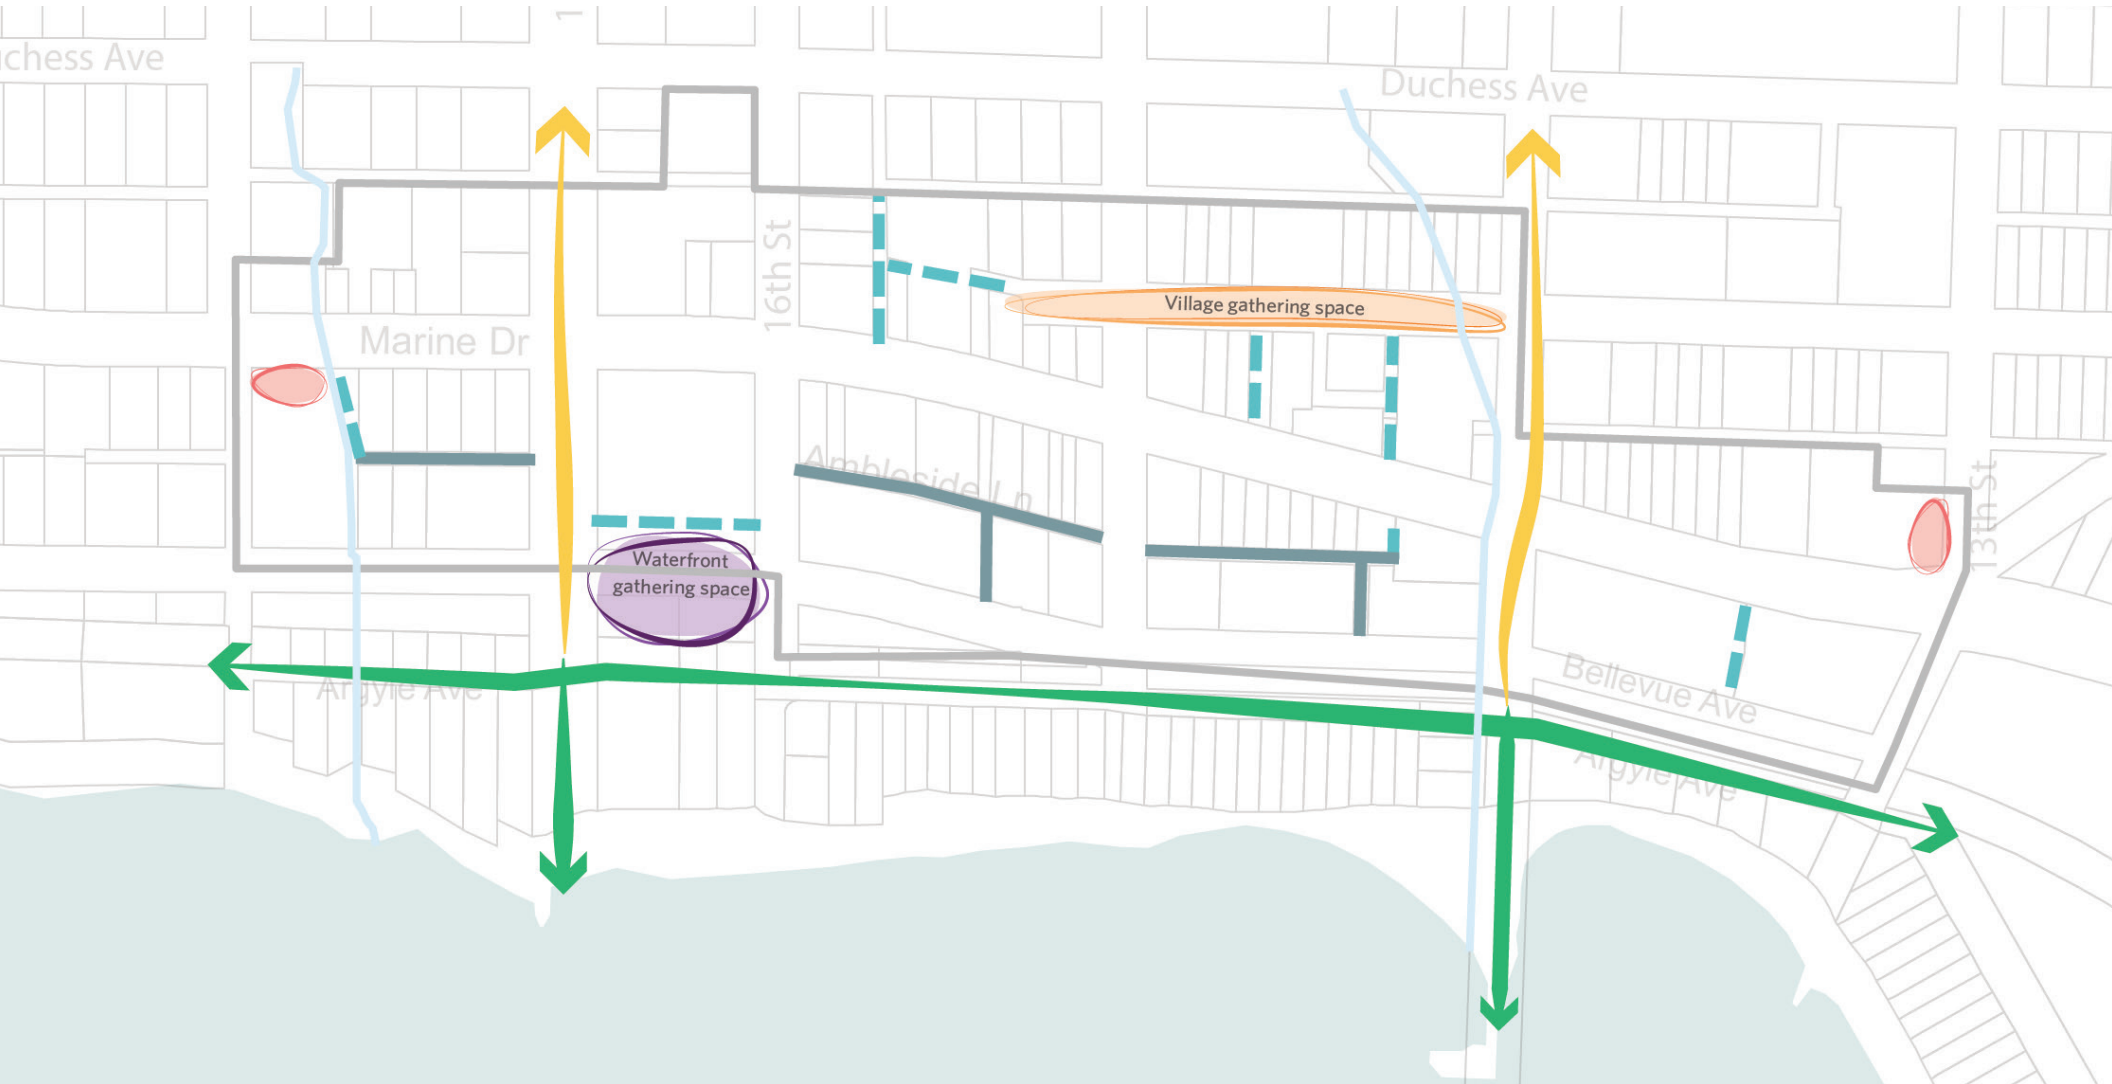 chess Ave
1
Duchess Ave
16th St
Village gathering space
Marine Dr
Ambleside Ln
13th St
Waterfront
gathering space
Bellevue Ave
Argyle Ave
Argyle Ave